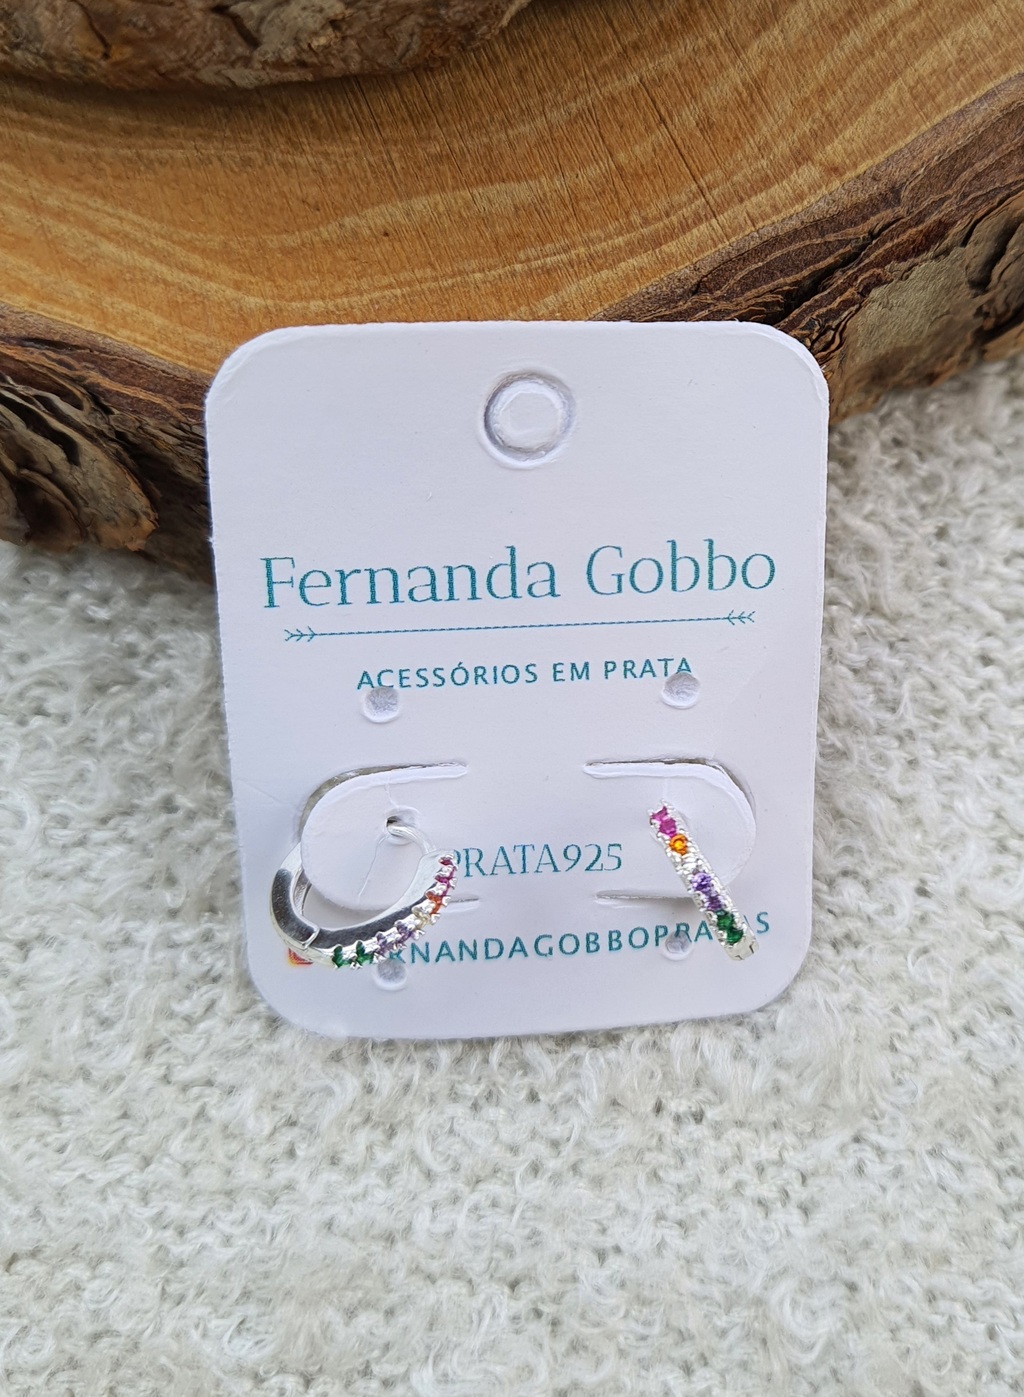 Fernanda Gobbo
ACESSÓRIOS EM PRATA
PRATA925